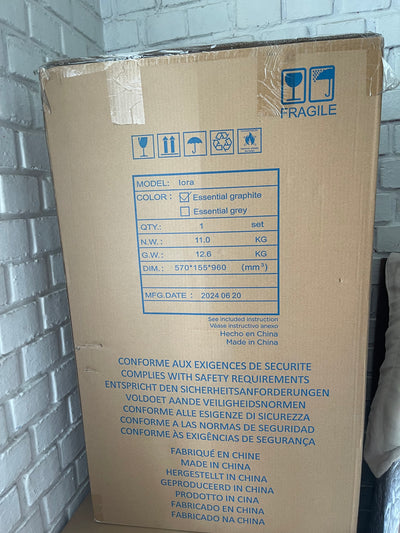 FRAGILE
MODEL: Iora
COLOR: ☑ Essential graphite
☐ Essential grey
QTY.: 1 set
N.W.: 11.0 KG
G.W.: 12.6 KG
DIM.: 570*155*960 (mm³)
MFG.DATE: 2024 06 20
See included instruction
Véase instructivo anexo
Hecho en China
Made in China
CONFORME AUX EXIGENCES DE SECURITE
COMPLIES WITH SAFETY REQUIREMENTS
ENTSPRICHT DEN SICHERHEITSANFORDERUNGEN
VOLDOET AANDE VEILIGHEIDSNORMEN
CONFORME ALLE ESIGENZE DI SICUREZZA
CONFORME A LAS NORMAS DE SEGURIDAD
CONFORME ÀS EXIGÊNCIAS DE SEGURANÇA
FABRIQUÉ EN CHINE
MADE IN CHINA
HERGESTELLT IN CHINA
GEPRODUCEERD IN CHINA
PRODOTTO IN CINA
FABRICADO EN CHINA
FABRICADO NA CHINA